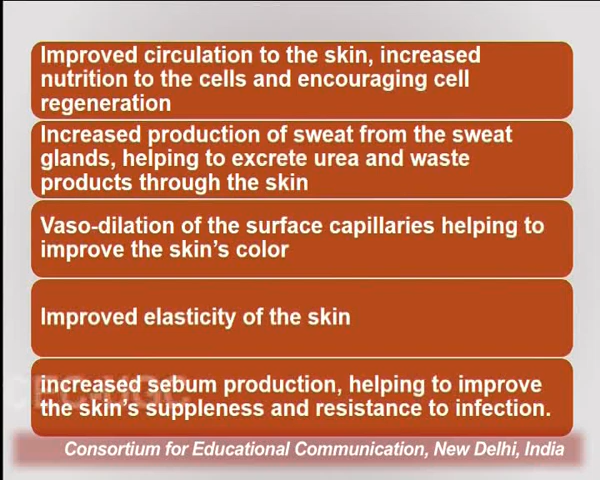 Improved circulation to the skin, increased
nutrition to the cells and encouraging cell
regeneration
Increased production of sweat from the sweat
glands, helping to excrete urea and waste
products through the skin
Vaso-dilation of the surface capillaries helping to
improve the skin's color
Improved elasticity of the skin
increased sebum production, helping to improve
the skin's suppleness and resistance to infection.
CEC-UGC
Consortium for Educational Communication, New Delhi, India